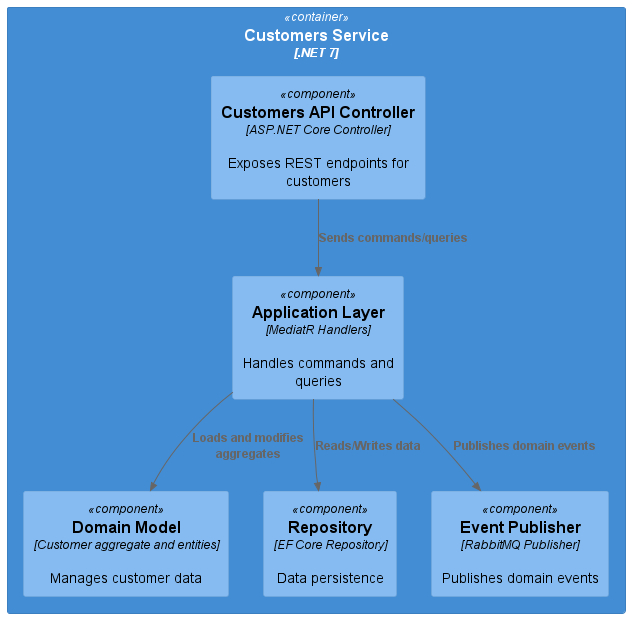 «container»
Customers Service
[.NET 7]
«component»
Customers API Controller
[ASP.NET Core Controller]
Exposes REST endpoints for
customers
Sends commands/queries
«component»
Application Layer
[MediatR Handlers]
Handles commands and
queries
Loads and modifies
aggregates
Reads/Writes data
Publishes domain events
«component»
Domain Model
[Customer aggregate and entities]
Manages customer data
«component»
Repository
[EF Core Repository]
Data persistence
«component»
Event Publisher
[RabbitMQ Publisher]
Publishes domain events